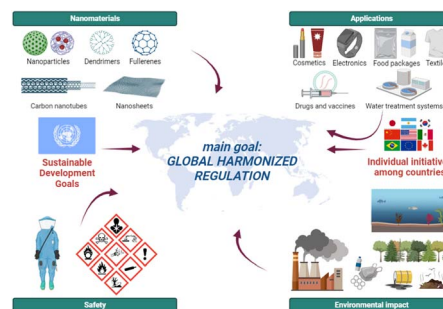 Nanomaterials
Nanoparticles
Dendrimers
Fullerenes
Carbon nanotubes
Nanosheets
Sustainable
Development
Goals
Safety
main goal:
GLOBAL HARMONIZED
REGULATION
Applications
Cosmetics
Electronics
Food packages
Textile
Drugs and vaccines
Water treatment systems
Individual initiative
among countries
Environmental impact